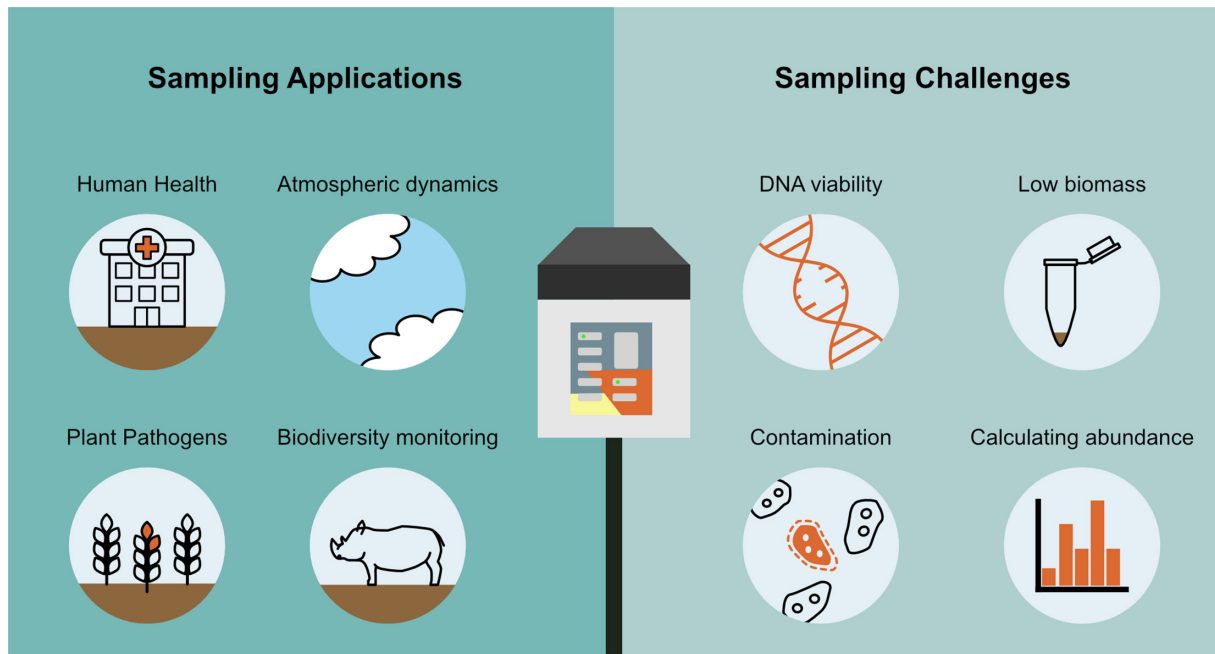 Sampling Applications
Sampling Challenges
Human Health
Atmospheric dynamics
DNA viability
Low biomass
Plant Pathogens
Biodiversity monitoring
Contamination
Calculating abundance